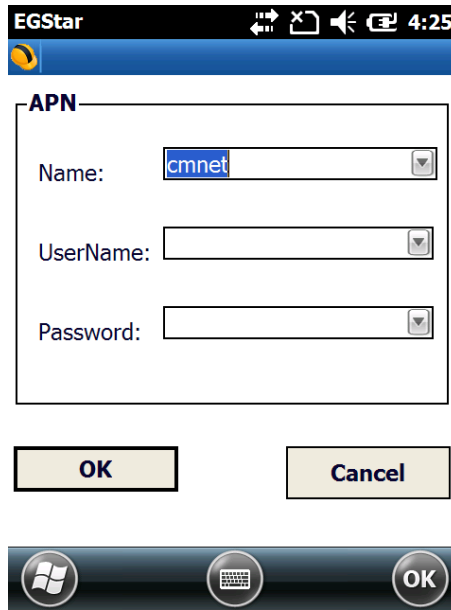 EGStar 4:25
APN
Name: cmnet
UserName:
Password:
OK Cancel
OK